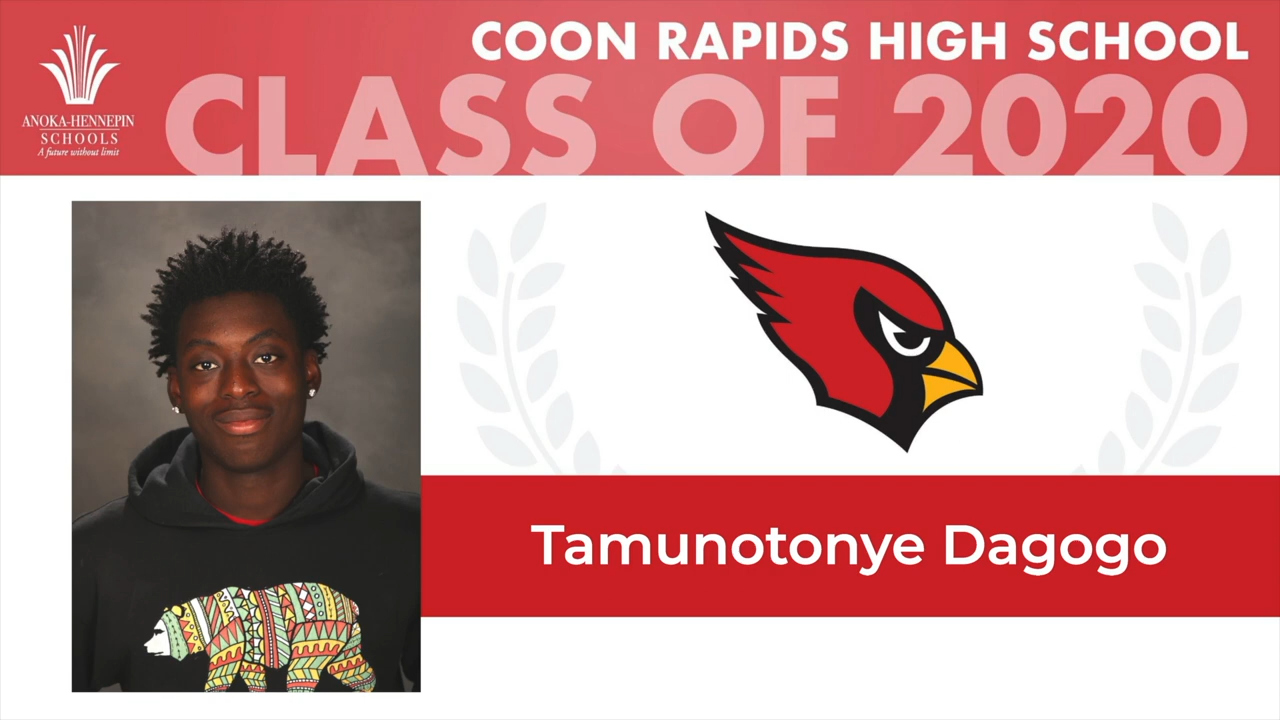 COON RAPIDS HIGH SCHOOL
CLASS OF 2020
ANOKA-HENNEPIN
SCHOOLS
A future without limit
Tamunotonye Dagogo